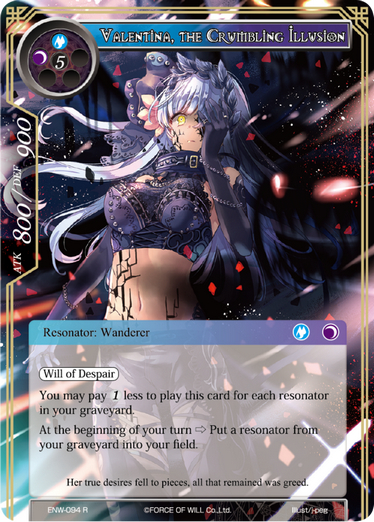 Valentina, the Crumbling Illusion
5
ATK 800/DEF 900
Resonator: Wanderer
Will of Despair
You may pay 1 less to play this card for each resonator
in your graveyard.
At the beginning of your turn ⇨ Put a resonator from
your graveyard into your field.
Her true desires fell to pieces, all that remained was greed.
ENW-094 R ©FORCE OF WILL Co.,Ltd. Illust/j-peg